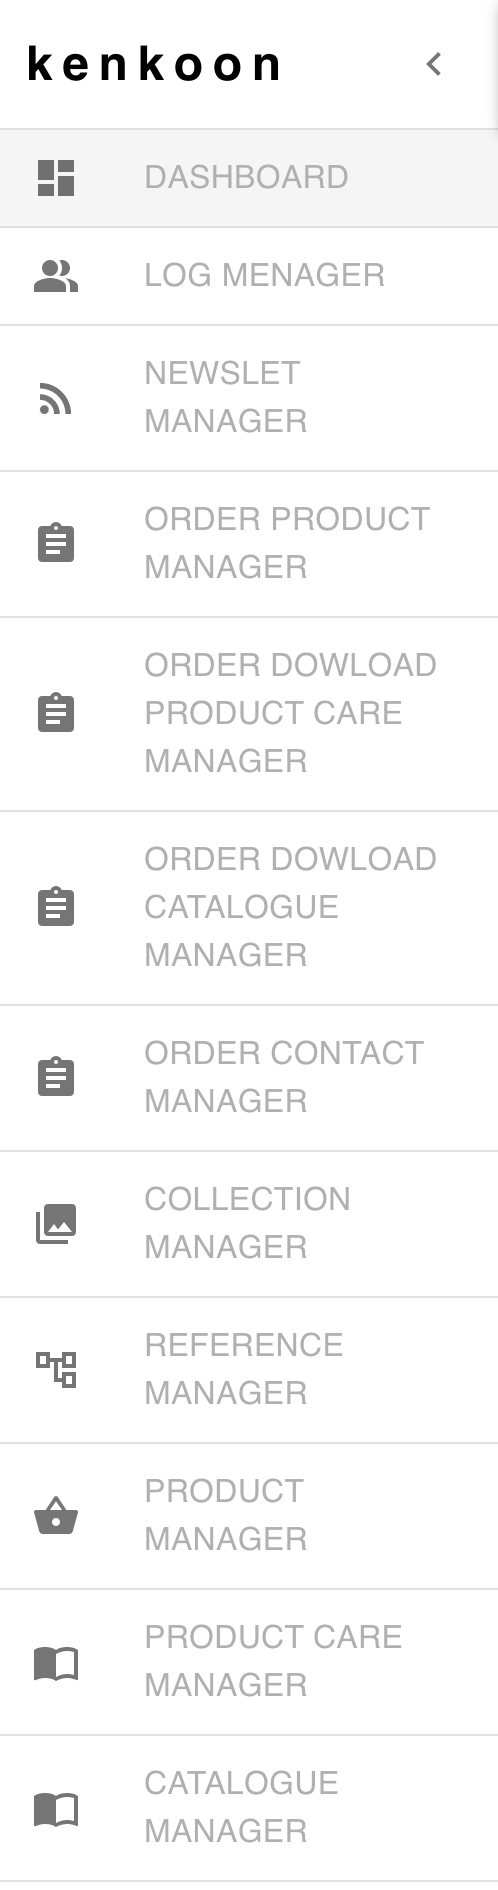 kenkoon
DASHBOARD
LOG MENAGER
NEWSLET
MANAGER
ORDER PRODUCT
MANAGER
ORDER DOWLOAD
PRODUCT CARE
MANAGER
ORDER DOWLOAD
CATALOGUE
MANAGER
ORDER CONTACT
MANAGER
COLLECTION
MANAGER
REFERENCE
MANAGER
PRODUCT
MANAGER
PRODUCT CARE
MANAGER
CATALOGUE
MANAGER